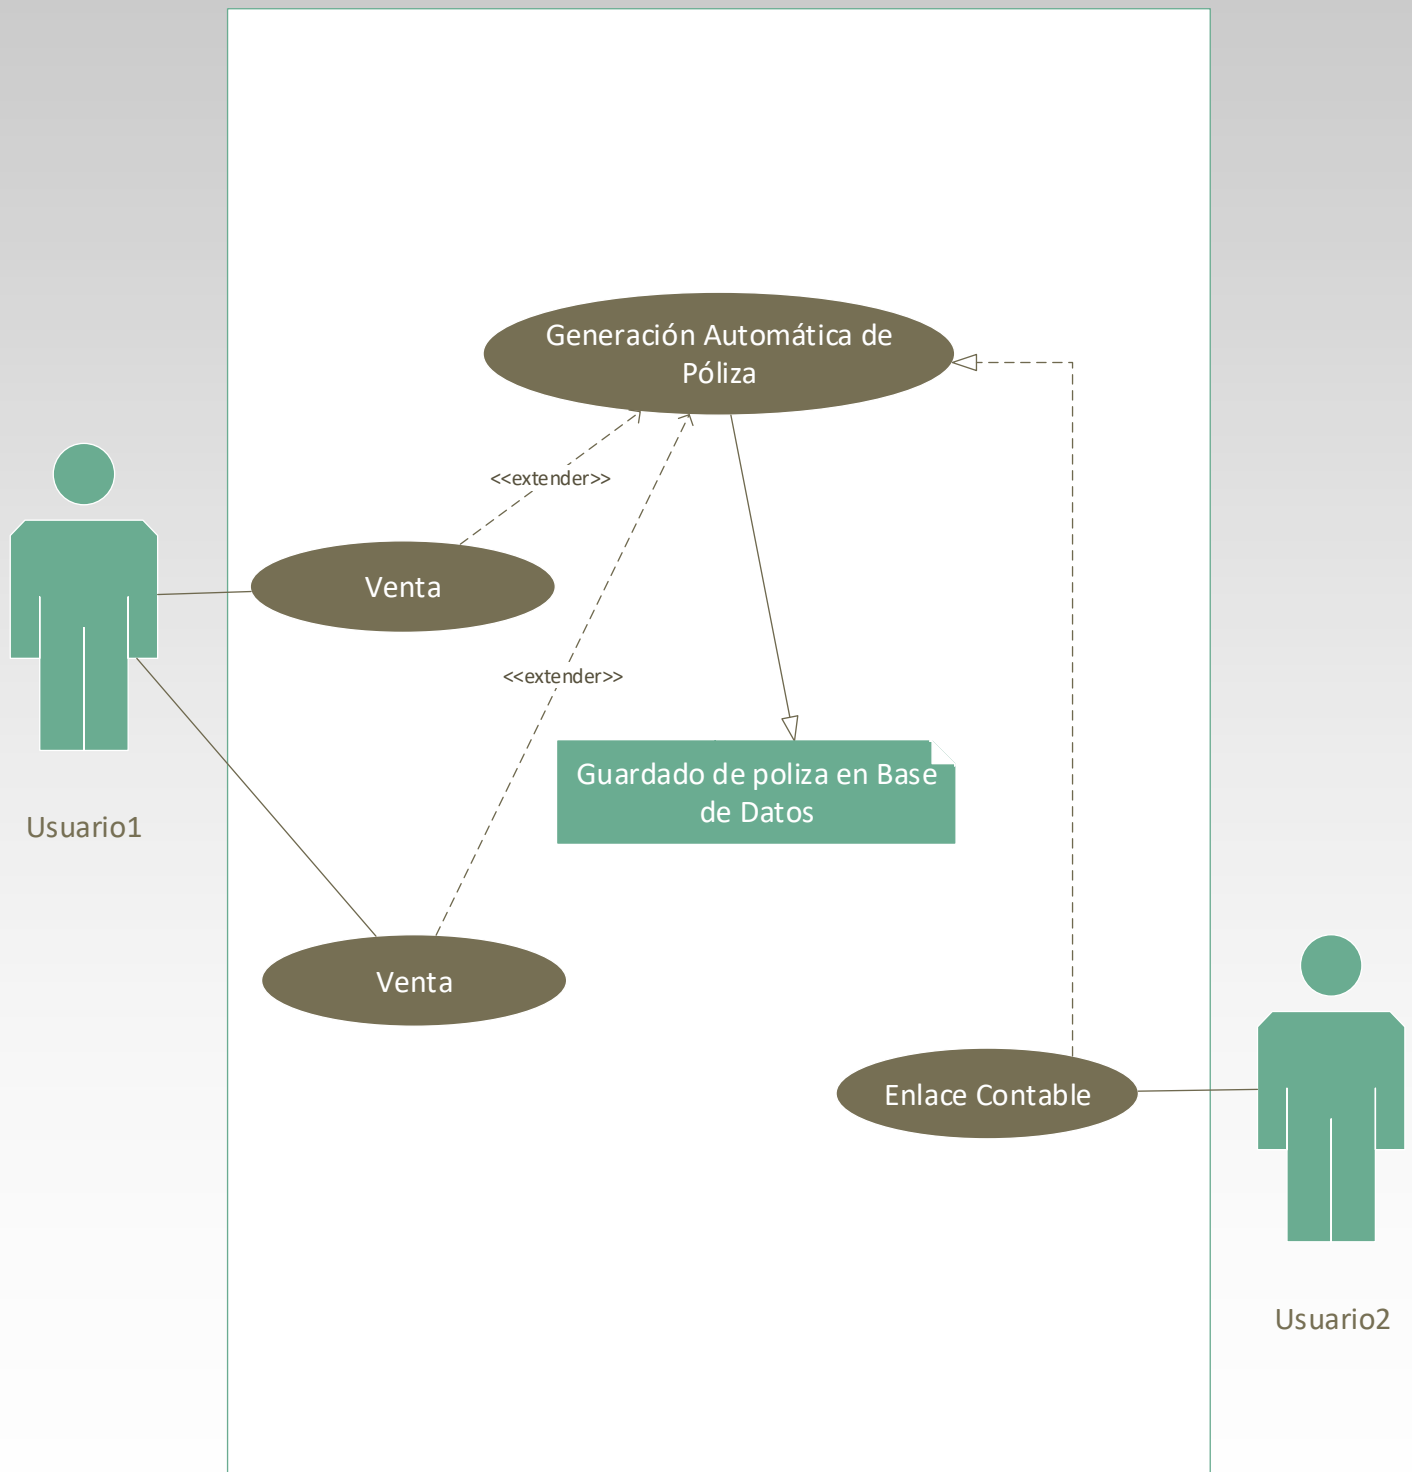 Generación Automática de
Póliza
<<extender>>
Venta
<<extender>>
Guardado de poliza en Base
de Datos
Usuario1
Venta
Enlace Contable
Usuario2